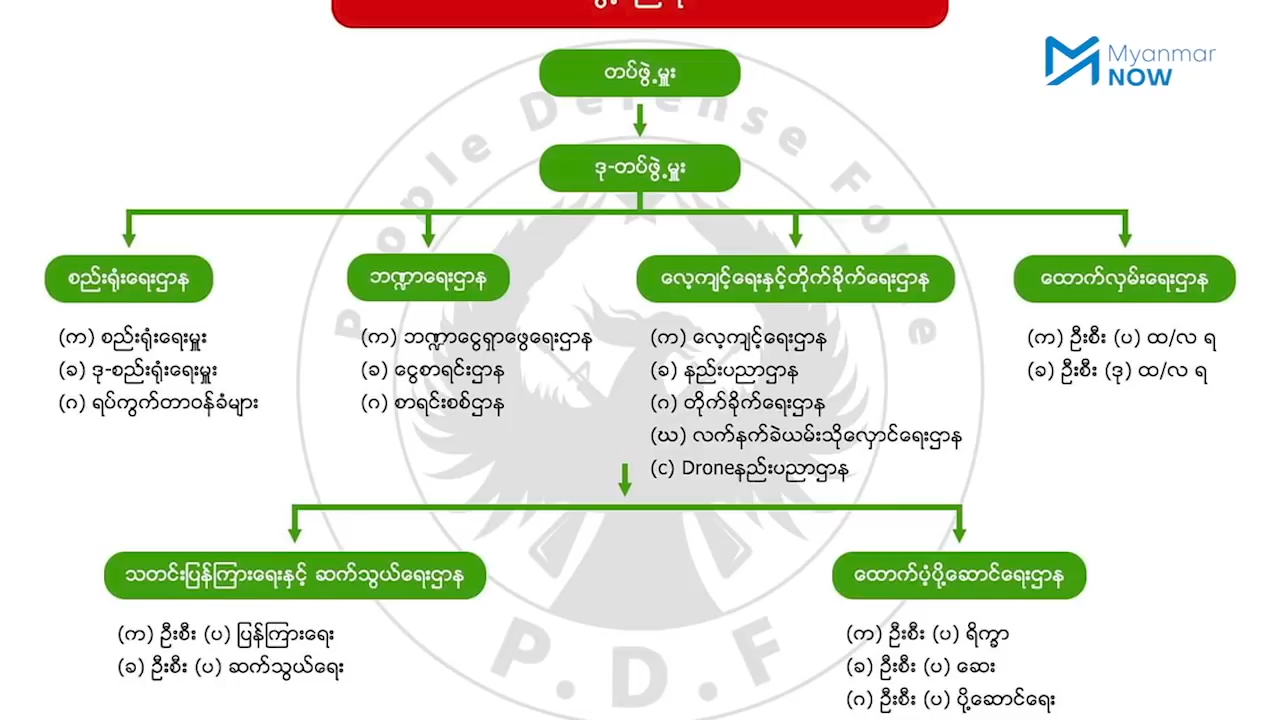 Myanmar
NOW
တပ်ဖွဲ့မှူး
People Defense Force
ဒု-တပ်ဖွဲ့မှူး
စည်းရုံးရေးဌာန
(က) စည်းရုံးရေးမှူး
(ခ) ဒု-စည်းရုံးရေးမှူး
(ဂ) ရပ်ကွက်တာဝန်ခံများ
ဘဏ္ဍာရေးဌာန
(က) ဘဏ္ဍာငွေရှာဖွေရေးဌာန
(ခ) ငွေစာရင်းဌာန
(ဂ) စာရင်းစစ်ဌာန
လေ့ကျင့်ရေးနှင့်တိုက်ခိုက်ရေးဌာန
(က) လေ့ကျင့်ရေးဌာန
(ခ) နည်းပညာဌာန
(ဂ) တိုက်ခိုက်ရေးဌာန
(ဃ) လက်နက်ခဲယမ်းသိုလှောင်ရေးဌာန
(c) Droneနည်းပညာဌာန
ထောက်လှမ်းရေးဌာန
(က) ဦးစီး (ပ) ထ/လ ရ
(ခ) ဦးစီး (ဒု) ထ/လ ရ
သတင်းပြန်ကြားရေးနှင့် ဆက်သွယ်ရေးဌာန
(က) ဦးစီး (ပ) ပြန်ကြားရေး
(ခ) ဦးစီး (ပ) ဆက်သွယ်ရေး
ထောက်ပံ့ပို့ဆောင်ရေးဌာန
(က) ဦးစီး (ပ) ရိက္ခာ
(ခ) ဦးစီး (ပ) ဆေး
(ဂ) ဦးစီး (ပ) ပို့ဆောင်ရေး
P.D.F